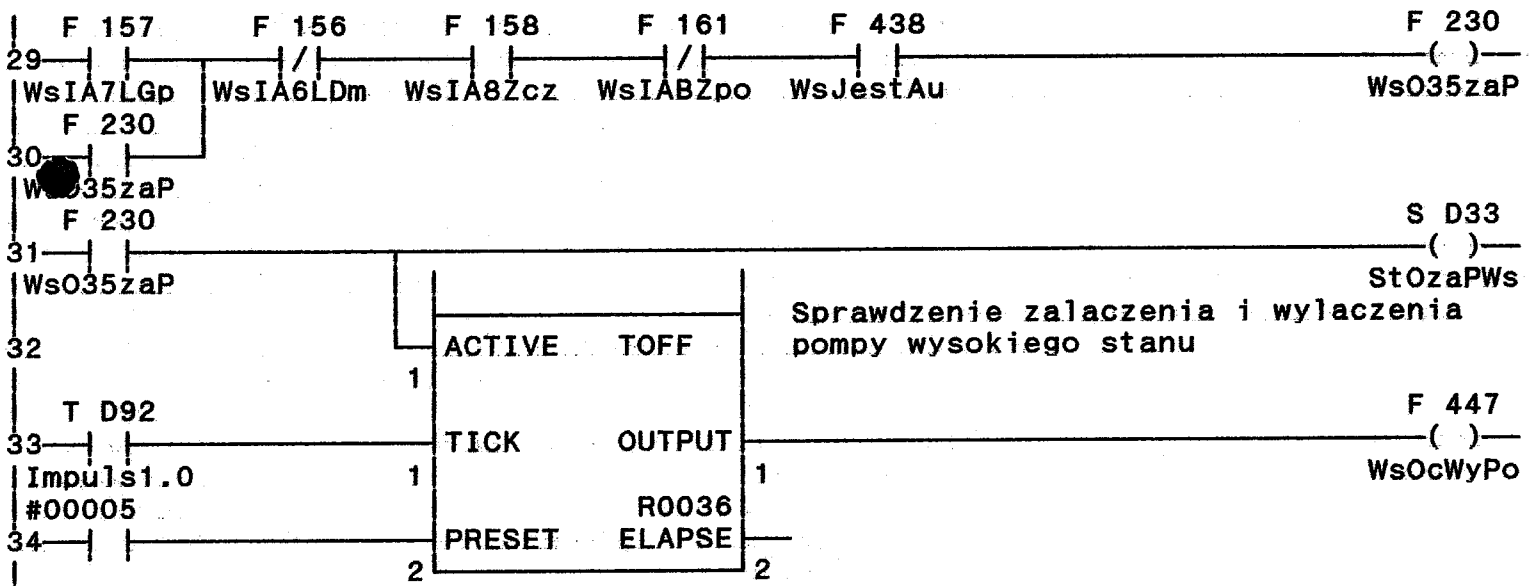 F 157 F 156 F 158 F 161 F 438 F 230
29
WsIA7LGp WsIA6LDm WsIA8Zcz WsIABZpo WsJestAu WsO35zaP
F 230
30
35zaP
F 230 S D33
31
WsO35zaP StOzaPWs
Sprawdzenie zalaczenia i wylaczenia
32 ACTIVE TOFF pompy wysokiego stanu
1
T D92 F 447
33 TICK OUTPUT
Impuls1.0 1 1 WsOcWyPo
#00005 R0036
34 PRESET ELAPSE
2 2